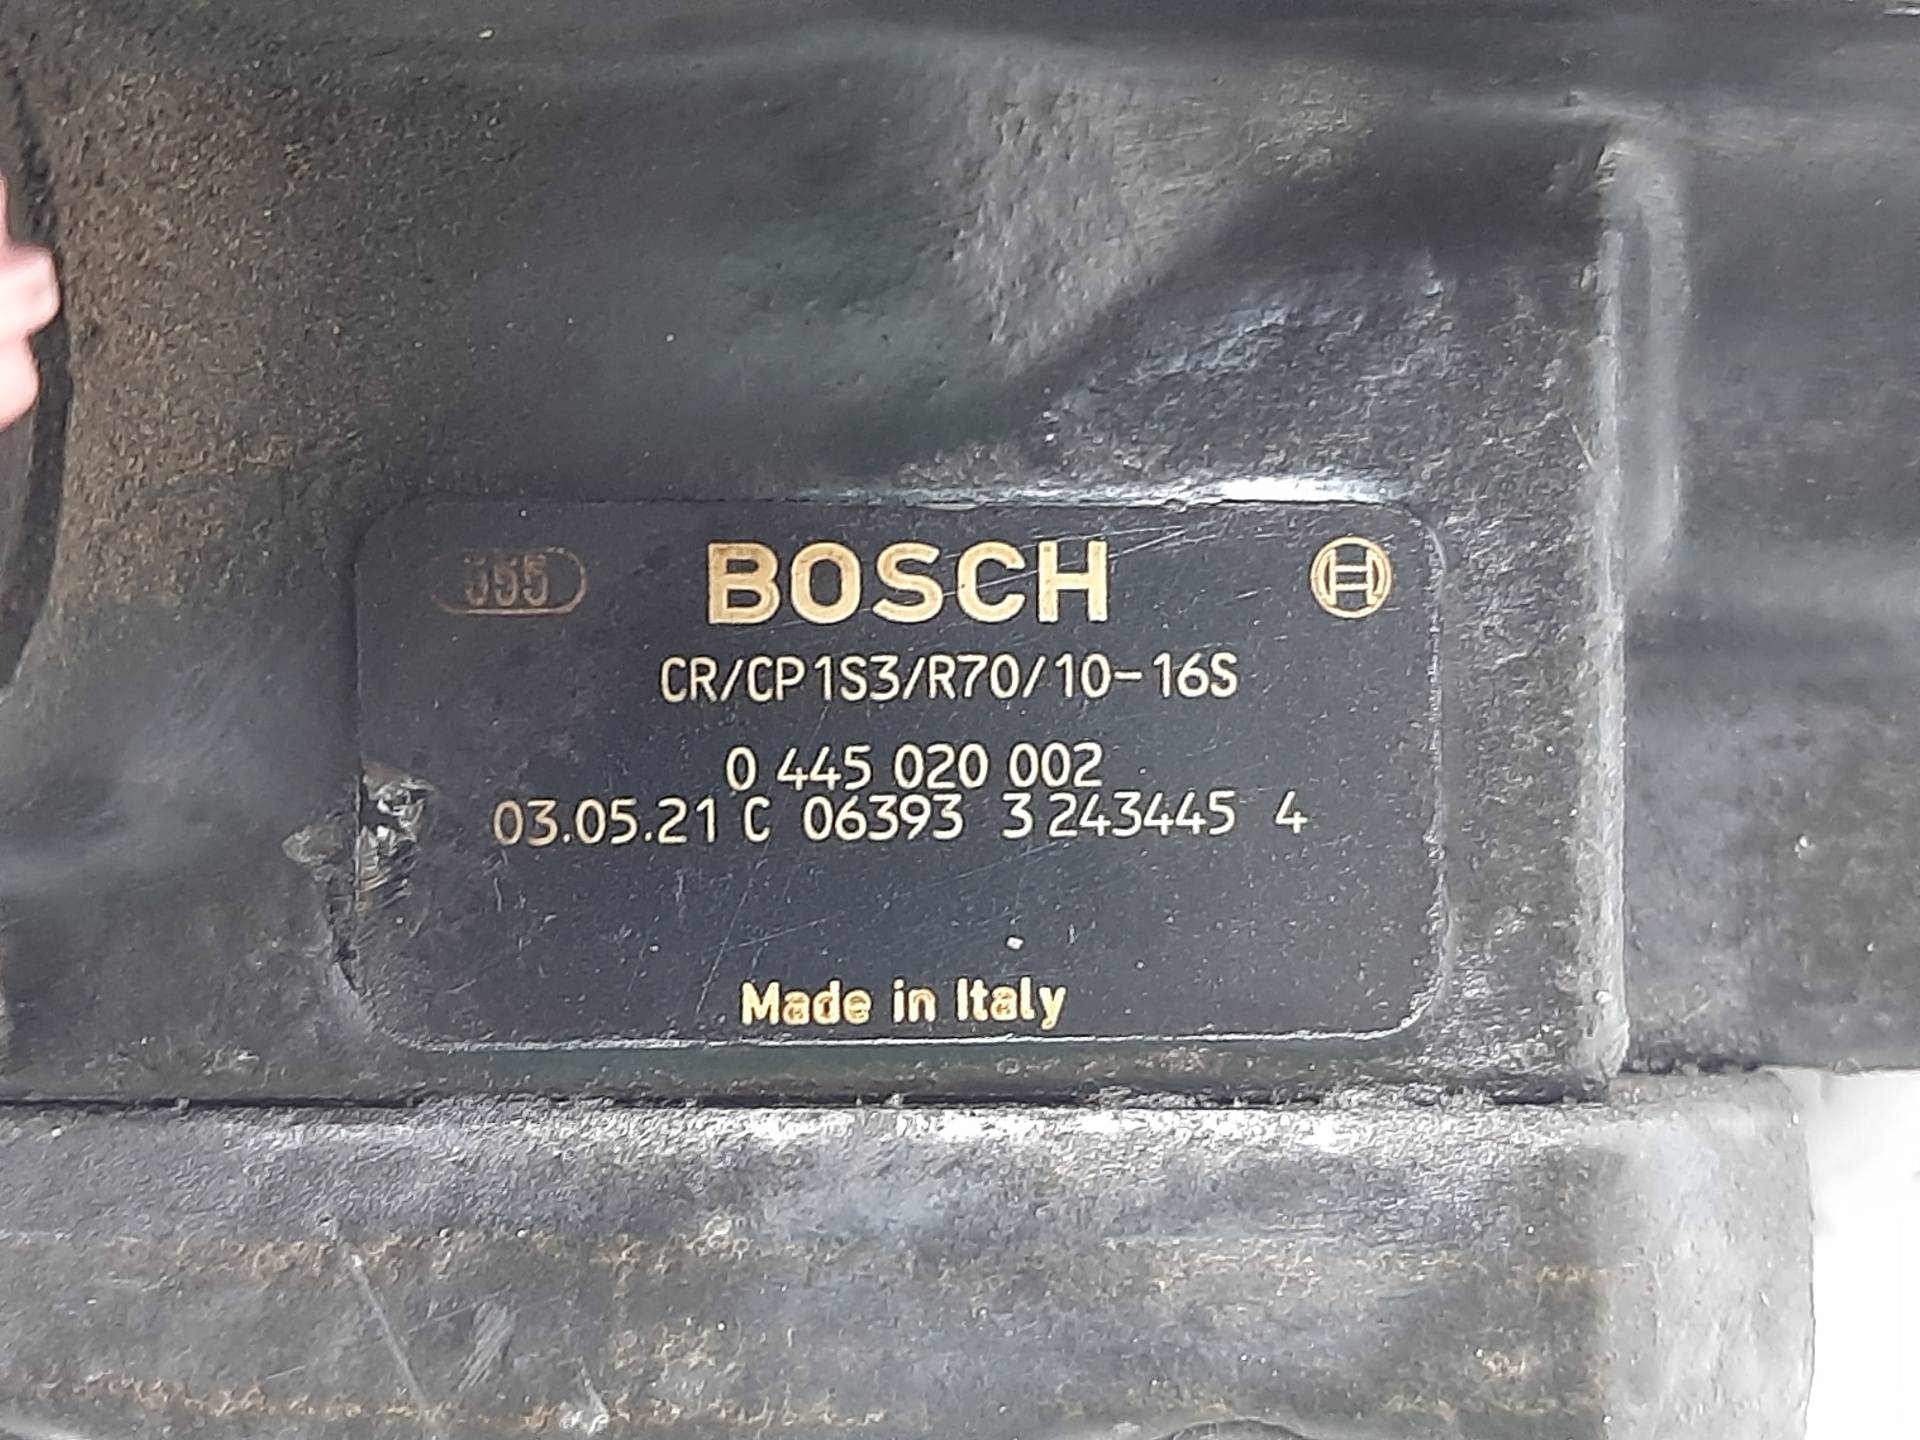 555 BOSCH
CR/CP1S3/R70/10-16S
0 445 020 002
03.05.21 C 06393 3 243445 4
Made in Italy